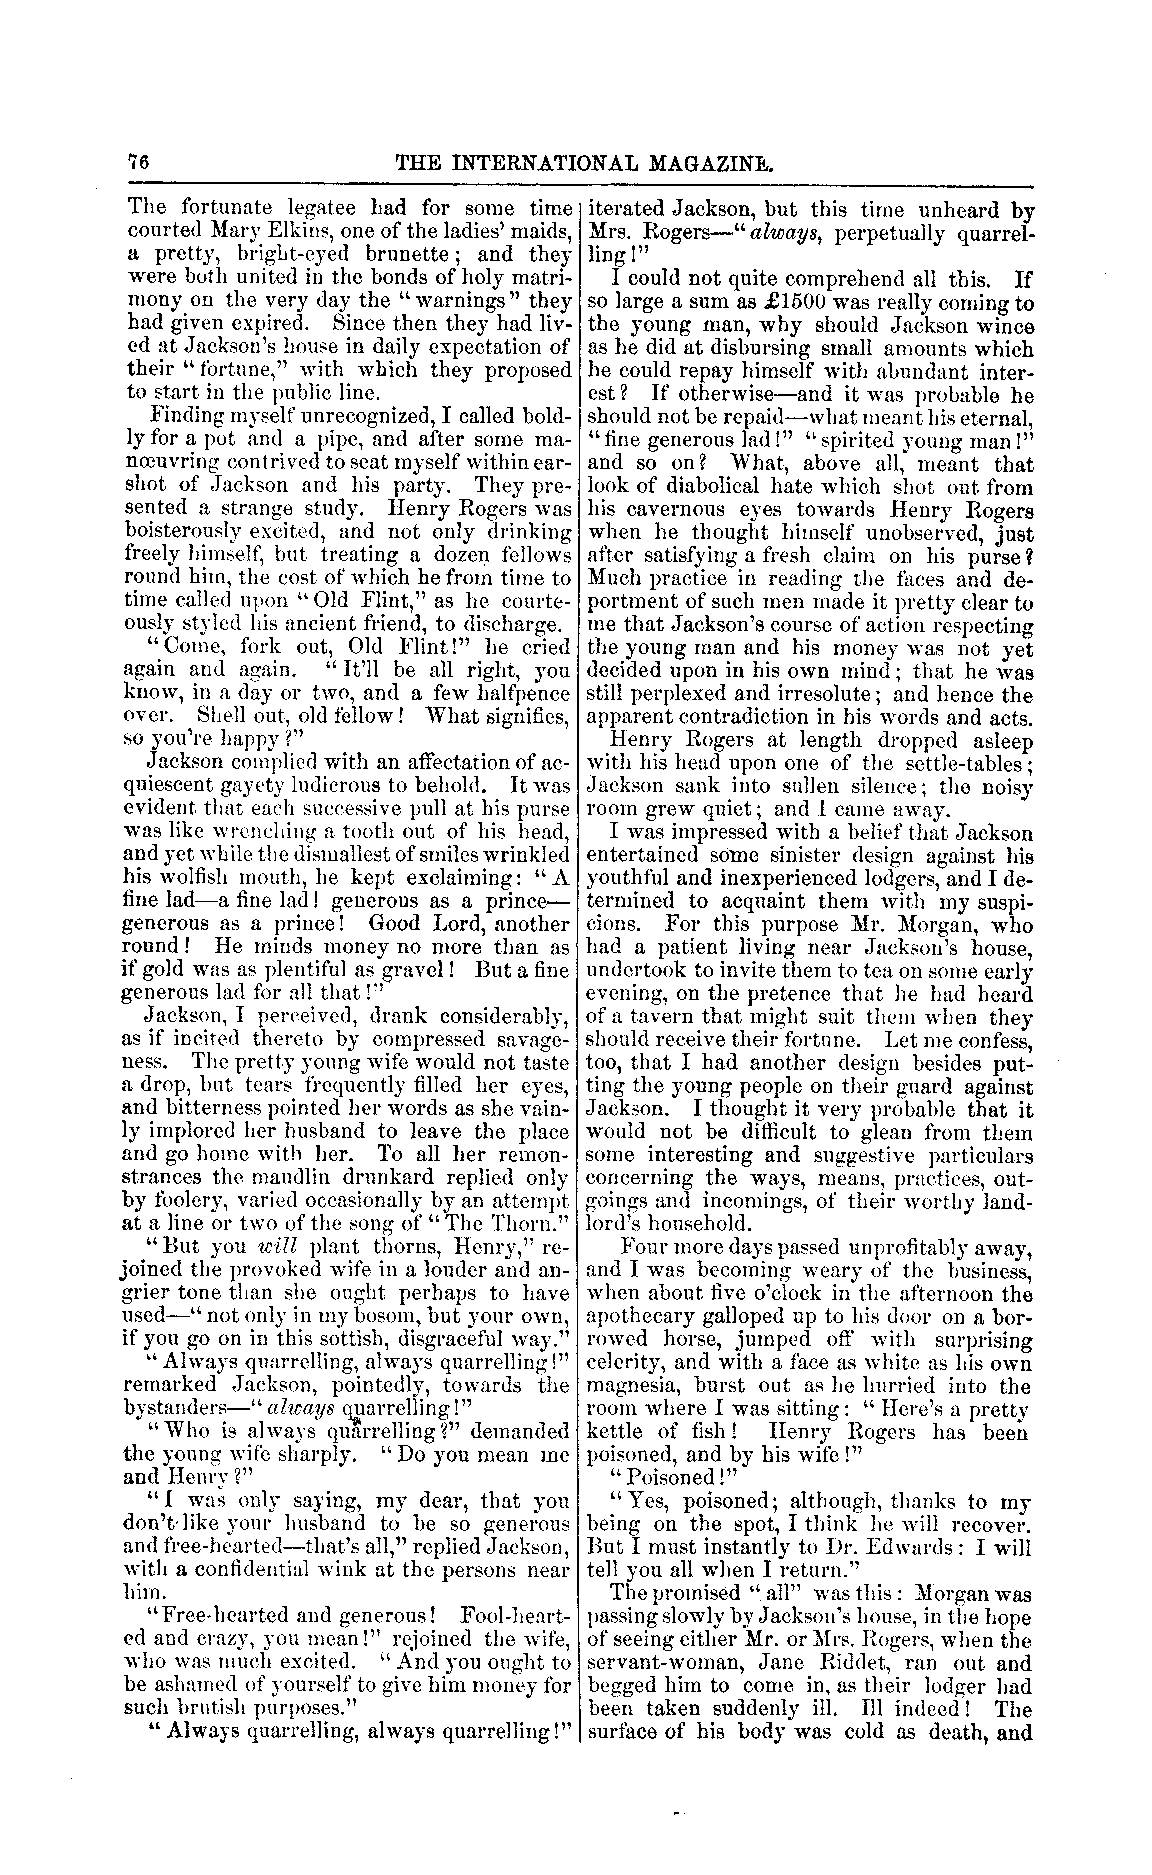 76 THE INTERNATIONAL MAGAZINE.
The fortunate legatee had for some time
courted Mary Elkins, one of the ladies' maids,
a pretty, bright-eyed brunette; and they
were both united in the bonds of holy matri-
mony on the very day the "warnings" they
had given expired. Since then they had liv-
ed at Jackson's house in daily expectation of
their "fortune," with which they proposed
to start in the public line.
Finding myself unrecognized, I called bold-
ly for a pot and a pipe, and after some ma-
nœuvring contrived to seat myself within ear-
shot of Jackson and his party. They pre-
sented a strange study. Henry Rogers was
boisterously excited, and not only drinking
freely himself, but treating a dozen fellows
round him, the cost of which he from time to
time called upon "Old Flint," as he courte-
ously styled his ancient friend, to discharge.
"Come, fork out, Old Flint!" he cried
again and again. "It'll be all right, you
know, in a day or two, and a few halfpence
over. Shell out, old fellow! What signifies,
so you're happy?"
Jackson complied with an affectation of ac-
quiescent gayety ludicrous to behold. It was
evident that each successive pull at his purse
was like wrenching a tooth out of his head,
and yet while the dismallest of smiles wrinkled
his wolfish mouth, he kept exclaiming: "A
fine lad—a fine lad! generous as a prince—
generous as a prince! Good Lord, another
round! He minds money no more than as
if gold was as plentiful as gravel! But a fine
generous lad for all that!"
Jackson, I perceived, drank considerably,
as if incited thereto by compressed savage-
ness. The pretty young wife would not taste
a drop, but tears frequently filled her eyes,
and bitterness pointed her words as she vain-
ly implored her husband to leave the place
and go home with her. To all her remon-
strances the maudlin drunkard replied only
by foolery, varied occasionally by an attempt
at a line or two of the song of "The Thorn."
"But you will plant thorns, Henry," re-
joined the provoked wife in a louder and an-
grier tone than she ought perhaps to have
used—"not only in my bosom, but your own,
if you go on in this sottish, disgraceful way."
"Always quarrelling, always quarrelling!"
remarked Jackson, pointedly, towards the
bystanders—"always quarrelling!"
"Who is always quarrelling?" demanded
the young wife sharply. "Do you mean me
and Henry?"
"I was only saying, my dear, that you
don't like your husband to be so generous
and free-hearted—that's all," replied Jackson,
with a confidential wink at the persons near
him.
"Free-hearted and generous! Fool-heart-
ed and crazy, you mean!" rejoined the wife,
who was much excited. "And you ought to
be ashamed of yourself to give him money for
such brutish purposes."
"Always quarrelling, always quarrelling!"
iterated Jackson, but this time unheard by
Mrs. Rogers—"always, perpetually quarrel-
ling!"
I could not quite comprehend all this. If
so large a sum as £1500 was really coming to
the young man, why should Jackson wince
as he did at disbursing small amounts which
he could repay himself with abundant inter-
est? If otherwise—and it was probable he
should not be repaid—what meant his eternal,
"fine generous lad!" "spirited young man!"
and so on? What, above all, meant that
look of diabolical hate which shot out from
his cavernous eyes towards Henry Rogers
when he thought himself unobserved, just
after satisfying a fresh claim on his purse?
Much practice in reading the faces and de-
portment of such men made it pretty clear to
me that Jackson's course of action respecting
the young man and his money was not yet
decided upon in his own mind; that he was
still perplexed and irresolute; and hence the
apparent contradiction in his words and acts.
Henry Rogers at length dropped asleep
with his head upon one of the settle-tables;
Jackson sank into sullen silence; the noisy
room grew quiet; and I came away.
I was impressed with a belief that Jackson
entertained some sinister design against his
youthful and inexperienced lodgers, and I de-
termined to acquaint them with my suspi-
cions. For this purpose Mr. Morgan, who
had a patient living near Jackson's house,
undertook to invite them to tea on some early
evening, on the pretence that he had heard
of a tavern that might suit them when they
should receive their fortune. Let me confess,
too, that I had another design besides put-
ting the young people on their guard against
Jackson. I thought it very probable that it
would not be difficult to glean from them
some interesting and suggestive particulars
concerning the ways, means, practices, out-
goings and incomings, of their worthy land-
lord's household.
Four more days passed unprofitably away,
and I was becoming weary of the business,
when about five o'clock in the afternoon the
apothecary galloped up to his door on a bor-
rowed horse, jumped off with surprising
celerity, and with a face as white as his own
magnesia, burst out as he hurried into the
room where I was sitting: "Here's a pretty
kettle of fish! Henry Rogers has been
poisoned, and by his wife!"
"Poisoned!"
"Yes, poisoned; although, thanks to my
being on the spot, I think he will recover.
But I must instantly to Dr. Edwards: I will
tell you all when I return."
The promised "all" was this: Morgan was
passing slowly by Jackson's house, in the hope
of seeing either Mr. or Mrs. Rogers, when the
servant-woman, Jane Riddet, ran out and
begged him to come in, as their lodger had
been taken suddenly ill. Ill indeed! The
surface of his body was cold as death, and